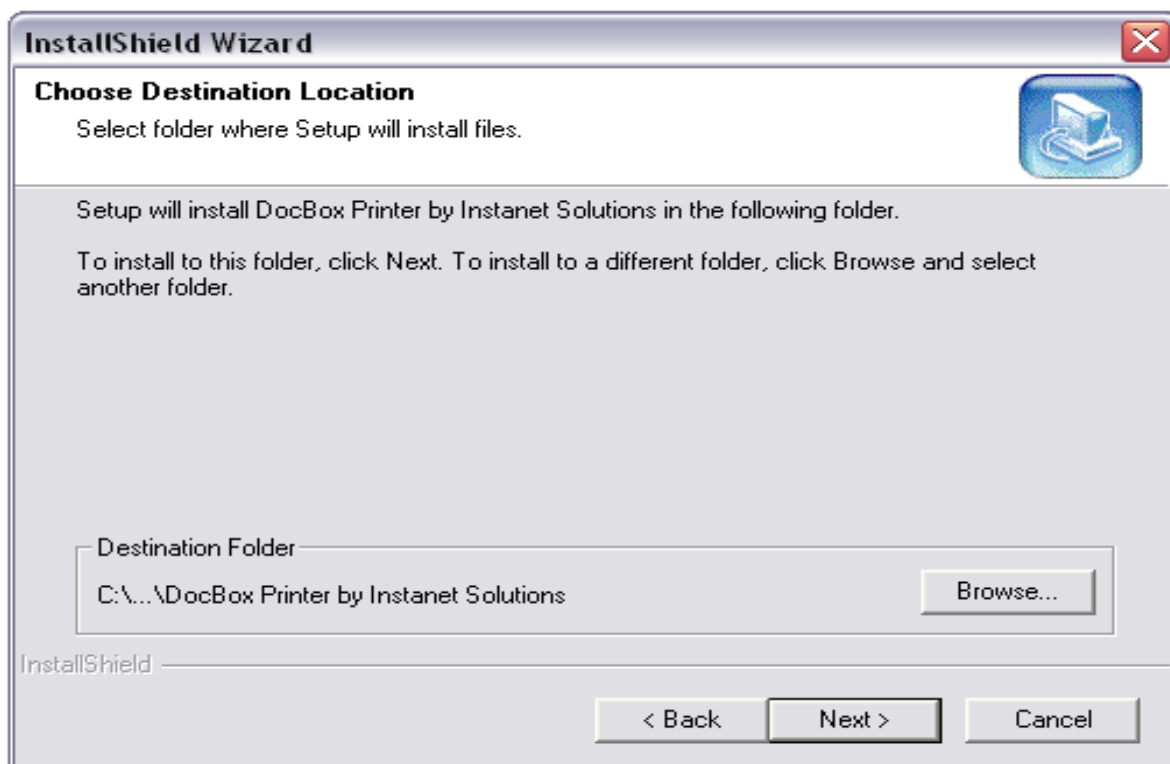 InstallShield Wizard
Choose Destination Location
Select folder where Setup will install files.
Setup will install DocBox Printer by Instanet Solutions in the following folder.
To install to this folder, click Next. To install to a different folder, click Browse and select
another folder.
Destination Folder
C:\...\DocBox Printer by Instanet Solutions
Browse...
InstallShield
< Back
Next >
Cancel